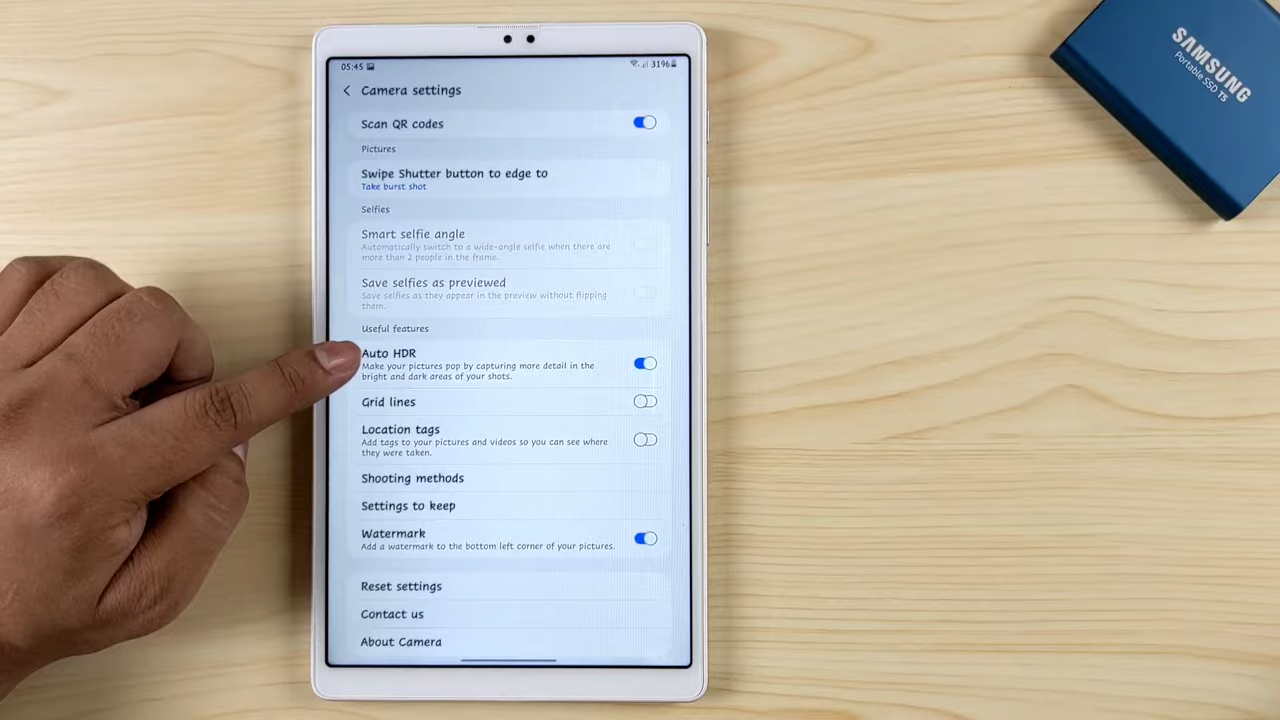 05:45
31%
Camera settings
Scan QR codes
Pictures
Swipe Shutter button to edge to
Take burst shot
Selfies
Smart selfie angle
Automatically switch to a wide-angle selfie when there are
more than 2 people in the frame.
Save selfies as previewed
Save selfies as they appear in the preview without flipping
them.
Useful features
Auto HDR
Make your pictures pop by capturing more detail in the
bright and dark areas of your shots.
Grid lines
Location tags
Add tags to your pictures and videos so you can see where
they were taken.
Shooting methods
Settings to keep
Watermark
Add a watermark to the bottom left corner of your pictures.
Reset settings
Contact us
About Camera
SAMSUNG
Portable SSD T5